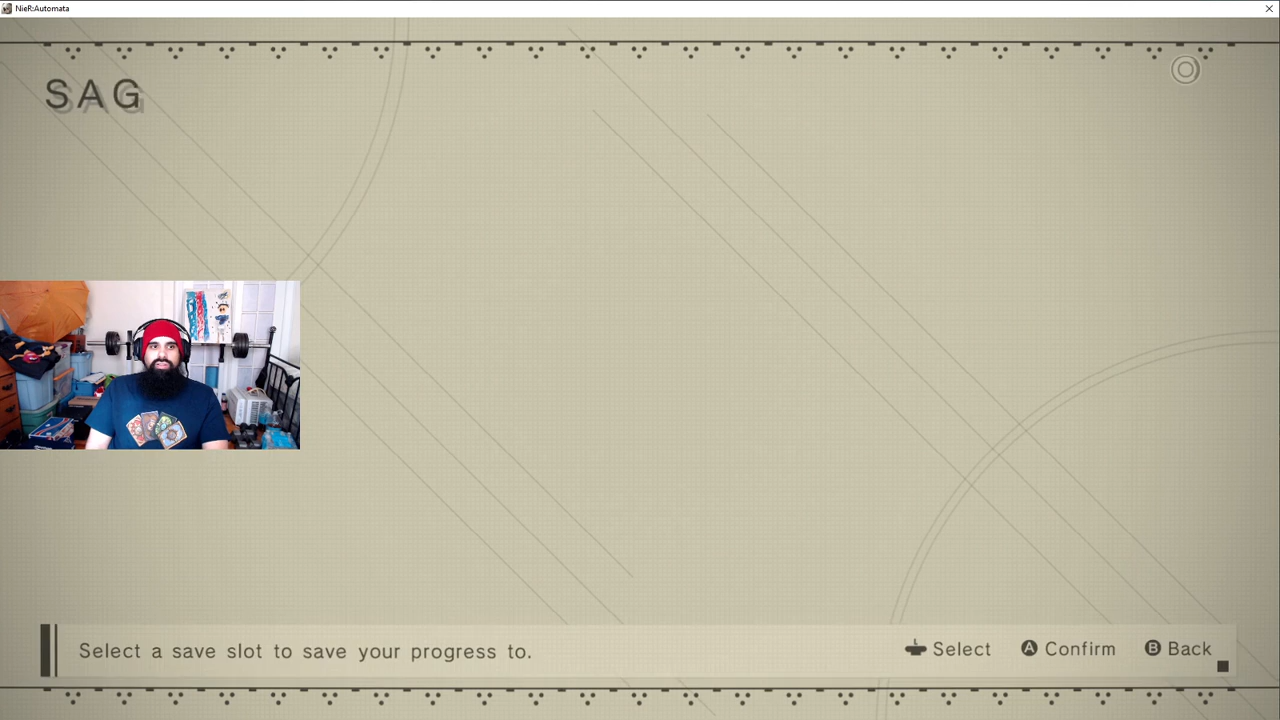 NieR:Automata
SAG
Select a save slot to save your progress to.
Select
A Confirm
B Back